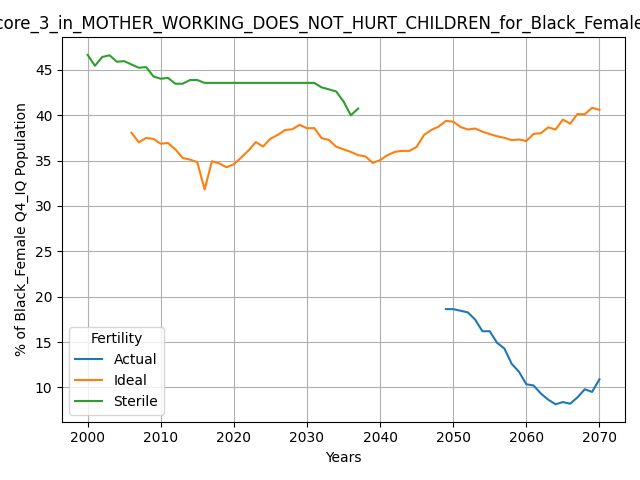 core_3_in_MOTHER_WORKING_DOES_NOT_HURT_CHILDREN_for_Black_Female
% of Black_Female Q4_IQ Population
45
40
35
30
25
20
15
10
Fertility
Actual
Ideal
Sterile
2000 2010 2020 2030 2040 2050 2060 2070
Years